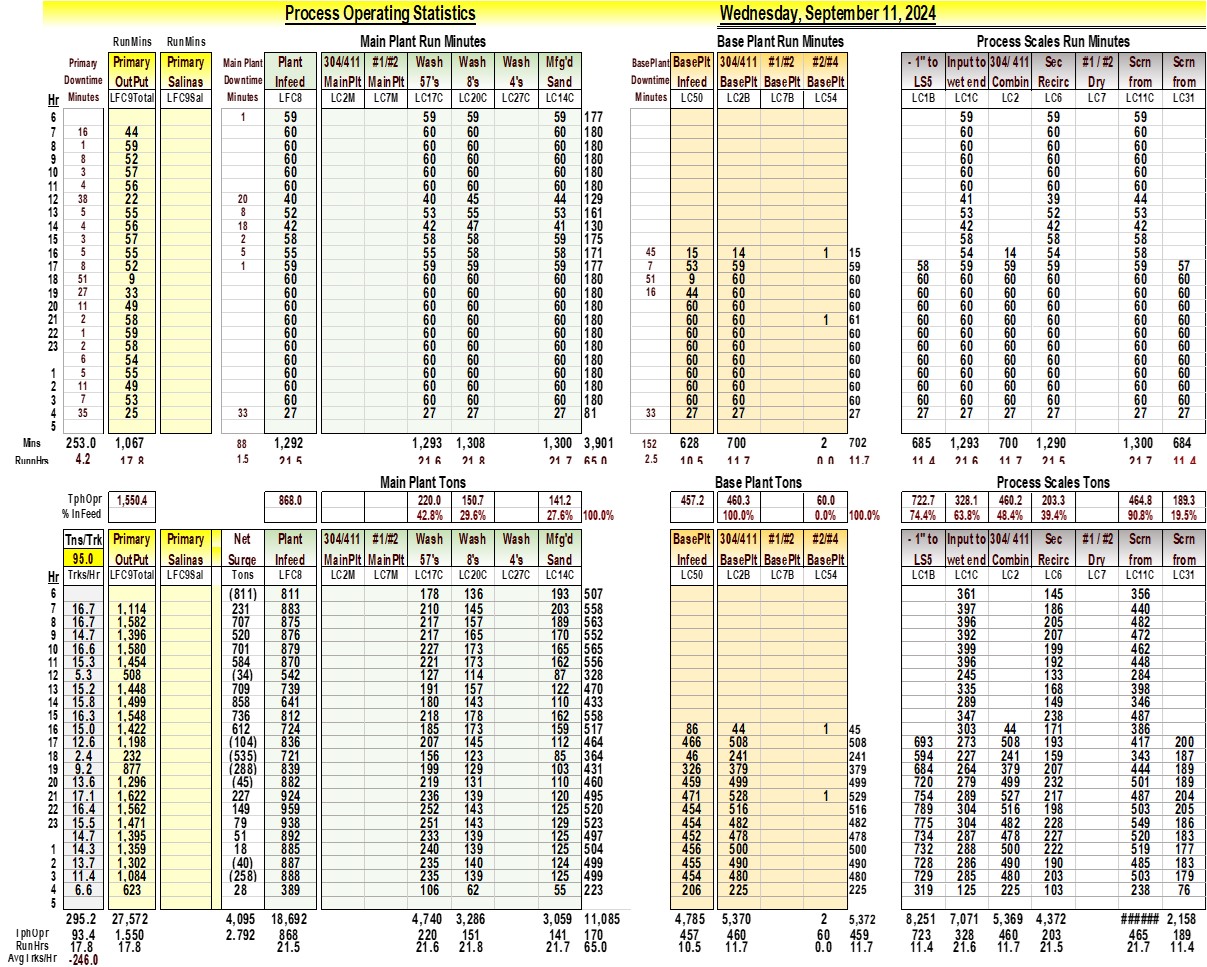 Process Operating Statistics Wednesday, September 11, 2024
RunMins RunMins Main Plant Run Minutes Base Plant Run Minutes Process Scales Run Minutes
Primary Primary Primary Main Plant Plant 304/411 #1/#2 Wash Wash Wash Mfg'd BasePlant BasePlt 304/411 #1/#2 #2/#4 - 1" to Input to 304/ 411 Sec #1 / #2 Scrn Scrn
Downtime OutPut Salinas Downtime Infeed MainPlt MainPlt 57's 8's 4's Sand Downtime Infeed BasePlt BasePlt BasePlt LS5 wet end Combin Recirc Dry from from
Hr Minutes LFC9Total LFC9Sal Minutes LFC8 LC2M LC7M LC17C LC20C LC27C LC14C Minutes LC50 LC2B LC7B LC54 LC1B LC1C LC2 LC6 LC7 LC11C LC31
6 1 59 59 59 59 177 59 59 59
7 16 44 60 60 60 60 180 60 60 60
8 1 59 60 60 60 60 180 60 60 60
9 8 52 60 60 60 60 180 60 60 60
10 3 57 60 60 60 60 180 60 60 60
11 4 56 60 60 60 60 180 60 60 60
12 38 22 20 40 40 45 44 129 41 39 44
13 5 55 8 52 53 55 53 161 53 52 53
14 4 56 18 42 42 47 41 130 42 42 42
15 3 57 2 58 58 58 59 175 58 58 58
16 5 55 5 55 55 58 58 171 45 15 14 1 15 54 14 54 58
17 8 52 1 59 59 59 59 177 7 53 59 59 58 59 59 59 59 57
18 51 9 60 60 60 60 180 51 9 60 60 60 60 60 60 60 60
19 27 33 60 60 60 60 180 16 44 60 60 60 60 60 60 60 60
20 11 49 60 60 60 60 180 60 60 60 60 60 60 60 60 60
21 2 58 60 60 60 60 180 60 60 1 61 60 60 60 60 60 60
22 1 59 60 60 60 60 180 60 60 60 60 60 60 60 60 60
23 2 58 60 60 60 60 180 60 60 60 60 60 60 60 60 60
6 54 60 60 60 60 180 60 60 60 60 60 60 60 60 60
1 5 55 60 60 60 60 180 60 60 60 60 60 60 60 60 60
2 11 49 60 60 60 60 180 60 60 60 60 60 60 60 60 60
3 7 53 60 60 60 60 180 60 60 60 60 60 60 60 60 60
4 35 25 33 27 27 27 27 81 33 27 27 27 27 27 27 27 27 27
5
Mins 253.0 1,067 88 1,292 1,293 1,308 1,300 3,901 152 628 700 2 702 685 1,293 700 1,290 1,300 684
RunnHrs 4.2 17.8 1.5 21.5 21.6 21.8 21.7 65.0 2.5 10.5 11.7 0.0 11.7 11.4 21.6 11.7 21.5 21.7 11.4
Main Plant Tons Base Plant Tons Process Scales Tons
TphOpr 1,550.4 868.0 220.0 150.7 141.2 457.2 460.3 60.0 722.7 328.1 460.2 203.3 464.8 189.3
% InFeed 42.8% 29.6% 27.6% 100.0% 100.0% 0.0% 100.0% 74.4% 63.8% 48.4% 39.4% 90.8% 19.5%
Tns/Trk Primary Primary Net Plant 304/411 #1/#2 Wash Wash Wash Mfg'd BasePlt 304/411 #1/#2 #2/#4 - 1" to Input to 304/ 411 Sec #1 / #2 Scrn Scrn
95.0 OutPut Salinas Surge Infeed MainPlt MainPlt 57's 8's 4's Sand Infeed BasePlt BasePlt BasePlt LS5 wet end Combin Recirc Dry from from
Hr Trks/Hr LFC9Total LFC9Sal Tons LFC8 LC2M LC7M LC17C LC20C LC27C LC14C LC50 LC2B LC7B LC54 LC1B LC1C LC2 LC6 LC7 LC11C LC31
6 (811) 811 178 136 193 507 361 145 356
7 16.7 1,114 231 883 210 145 203 558 397 186 440
8 16.7 1,582 707 875 217 157 189 563 396 205 482
9 14.7 1,396 520 876 217 165 170 552 392 207 472
10 16.6 1,580 701 879 227 173 165 565 399 199 462
11 15.3 1,454 584 870 221 173 162 556 396 192 448
12 5.3 508 (34) 542 127 114 87 328 245 133 284
13 15.2 1,448 709 739 191 157 122 470 335 168 398
14 15.8 1,499 858 641 180 143 110 433 289 149 346
15 16.3 1,548 736 812 218 178 162 558 347 238 487
16 15.0 1,422 612 724 185 173 159 517 86 44 1 45 303 44 171 386
17 12.6 1,198 (104) 836 207 145 112 464 466 508 508 693 273 508 193 417 200
18 2.4 232 (535) 721 156 123 85 364 46 241 241 594 227 241 159 343 187
19 9.2 877 (288) 839 199 129 103 431 326 379 379 684 264 379 207 444 189
20 13.6 1,296 (45) 882 219 131 110 460 459 499 499 720 279 499 232 501 189
21 17.1 1,622 227 924 236 139 120 495 471 528 1 529 754 289 527 217 487 204
22 16.4 1,562 149 959 252 143 125 520 454 516 516 789 304 516 198 503 205
23 15.5 1,471 79 938 251 143 129 523 454 482 482 775 304 482 228 549 186
14.7 1,395 51 892 233 139 125 497 452 478 478 734 287 478 227 520 183
1 14.3 1,359 18 885 240 139 125 504 456 500 500 732 288 500 222 519 177
2 13.7 1,302 (40) 887 235 140 124 499 455 490 490 728 286 490 190 485 183
3 11.4 1,084 (258) 888 235 139 125 499 454 480 480 729 285 480 203 503 179
4 6.6 623 28 389 106 62 55 223 206 225 225 319 125 225 103 238 76
5
295.2 27,572 4,095 18,692 4,740 3,286 3,059 11,085 4,785 5,370 2 5,372 8,251 7,071 5,369 4,372 ###### 2,158
TphOpr 93.4 1,550 2.792 868 220 151 141 170 457 460 60 459 723 328 460 203 465 189
RunHrs 17.8 17.8 21.5 21.6 21.8 21.7 65.0 10.5 11.7 0.0 11.7 11.4 21.6 11.7 21.5 21.7 11.4
AvgTrks/Hr -246.0